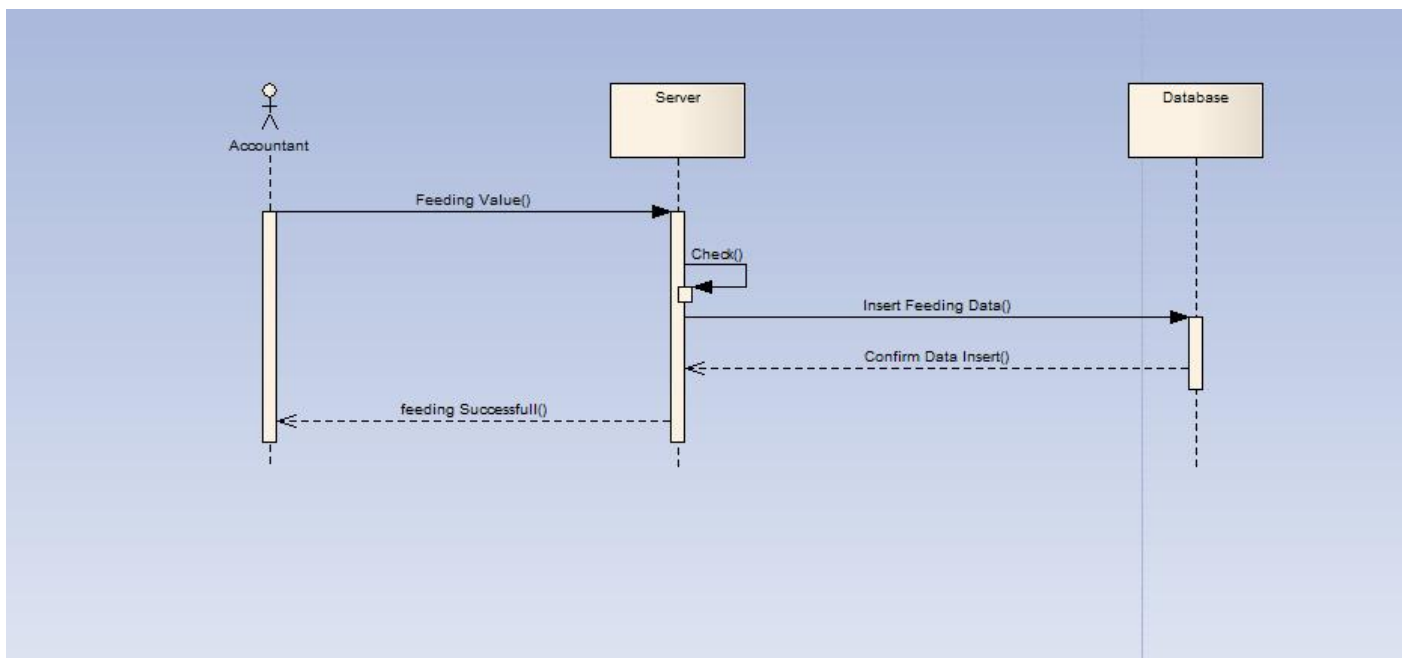 Accountant
Server
Database
Feeding Value()
Check()
Insert Feeding Data()
Confirm Data Insert()
feeding Successfull()